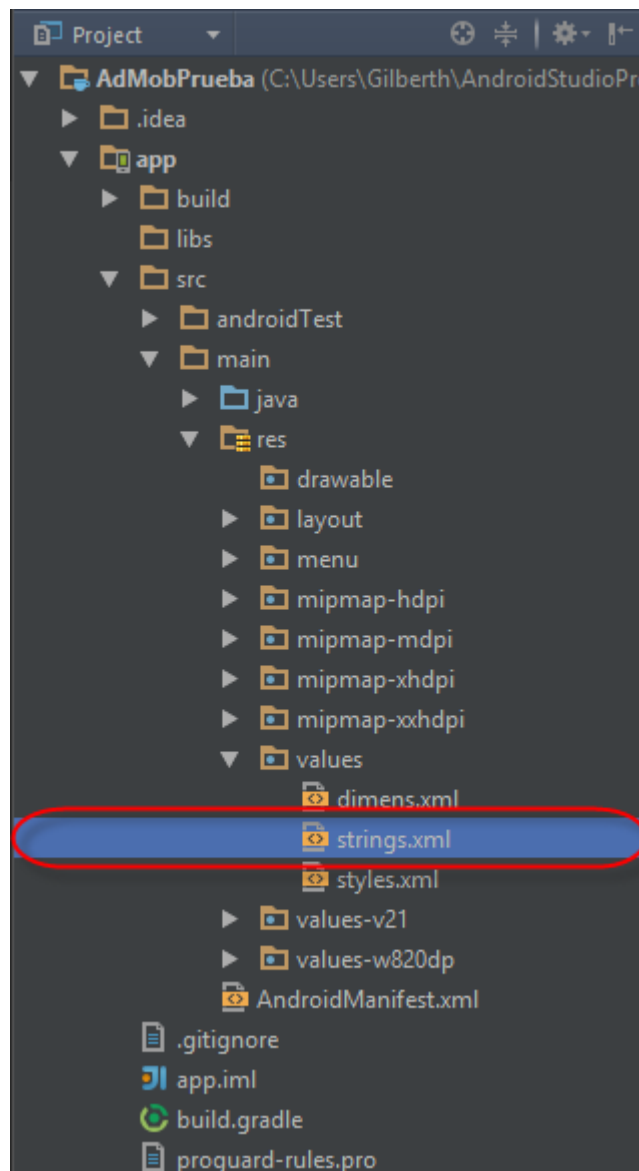 Project
AdMobPrueba (C:\Users\Gilberth\AndroidStudioPr
.idea
app
build
libs
src
androidTest
main
java
res
drawable
layout
menu
mipmap-hdpi
mipmap-mdpi
mipmap-xhdpi
mipmap-xxhdpi
values
dimens.xml
strings.xml
styles.xml
values-v21
values-w820dp
AndroidManifest.xml
.gitignore
app.iml
build.gradle
proguard-rules.pro